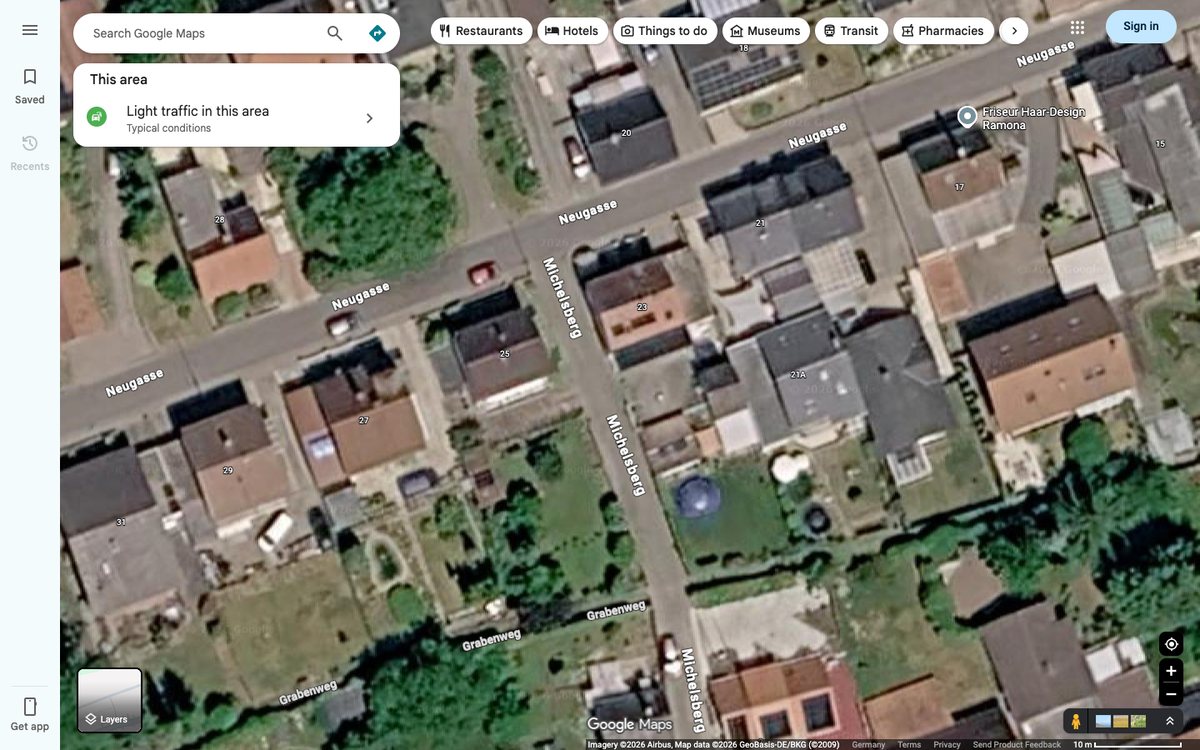 Search Google Maps
Restaurants
Hotels
Things to do
Museums
Transit
Pharmacies
Sign in
Saved
Recents
Get app
This area
Light traffic in this area
Typical conditions
18
Neugasse
20
Neugasse
Friseur Haar-Design
Ramona
15
17
28
Neugasse
21
Michelsberg
Neugasse
23
25
Neugasse
21A
27
Michelsberg
29
31
Grabenweg
Grabenweg
Grabenweg
Michelsberg
Layers
Google Maps
Imagery ©2026 Airbus, Map data ©2026 GeoBasis-DE/BKG (©2009)
Germany
Terms
Privacy
Send Product Feedback
10 m